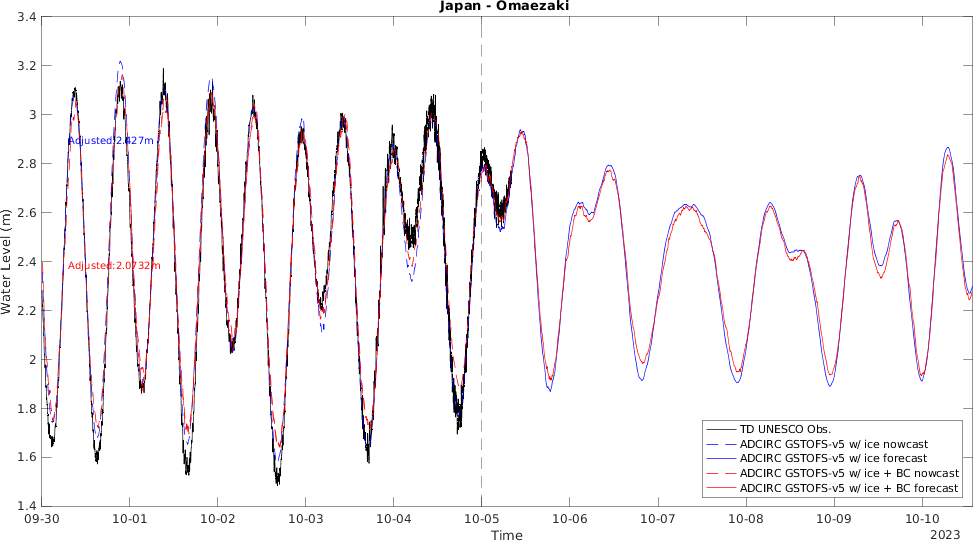 Japan - Omaezaki
3.4
3.2
3
2.8
2.6
2.4
2.2
2
1.8
1.6
1.4
Water Level (m)
Adjusted:2.427m
Adjusted:2.0732m
TD UNESCO Obs.
ADCIRC GSTOFS-v5 w/ ice nowcast
ADCIRC GSTOFS-v5 w/ ice forecast
ADCIRC GSTOFS-v5 w/ ice + BC nowcast
ADCIRC GSTOFS-v5 w/ ice + BC forecast
09-30 10-01 10-02 10-03 10-04 10-05 10-06 10-07 10-08 10-09 10-10
Time
2023